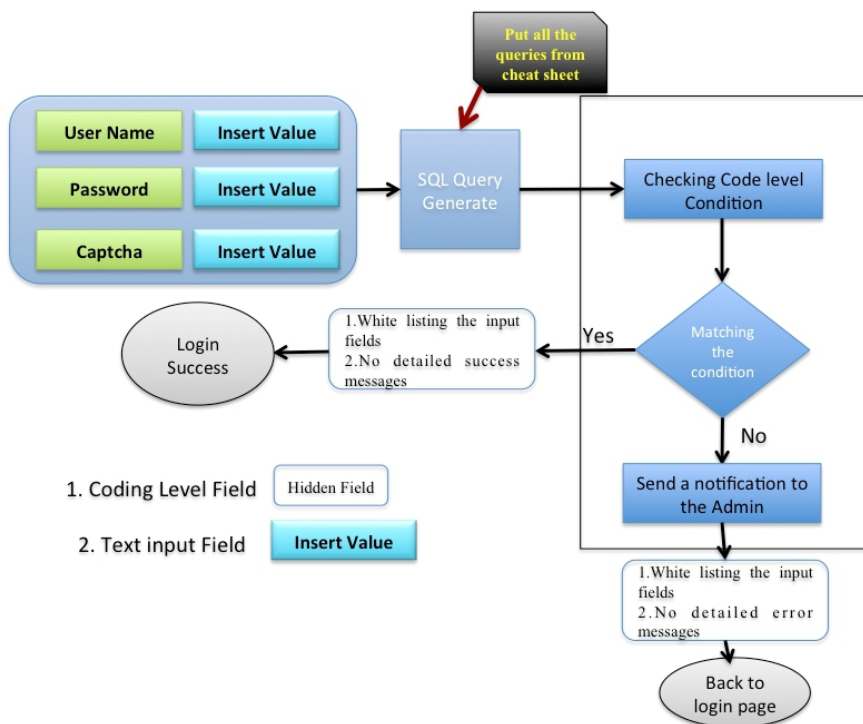 Put all the
queries from
cheat sheet
User Name
Insert Value
Password
Insert Value
Captcha
Insert Value
SQL Query
Generate
Checking Code level
Condition
Matching
the
condition
Yes
1.White listing the input
fields
2.No detailed success
messages
Login
Success
No
Send a notification to
the Admin
1.White listing the input
fields
2.No detailed error
messages
Back to
login page
1. Coding Level Field
Hidden Field
2. Text input Field
Insert Value